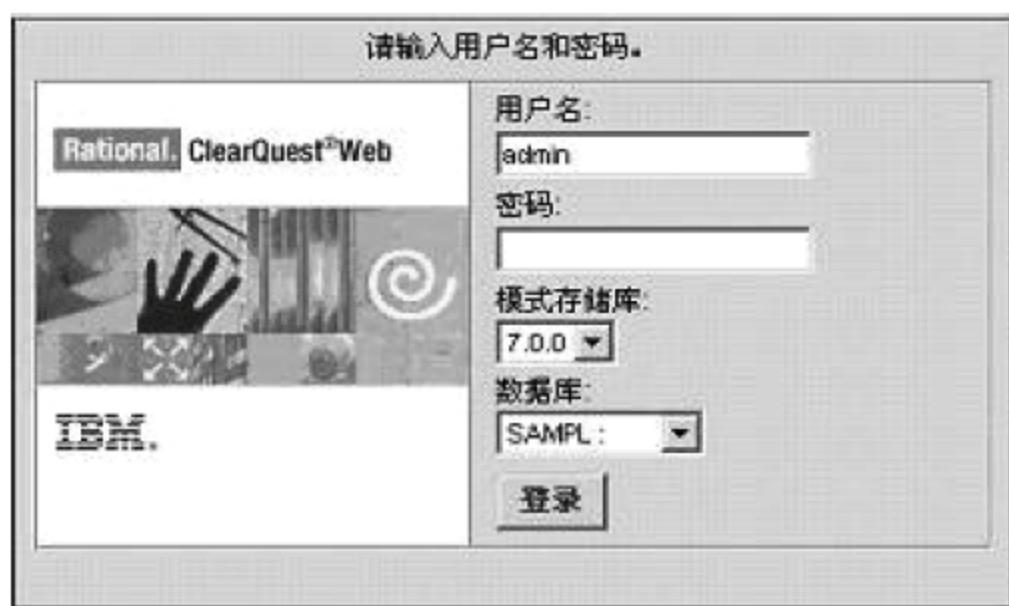 请输入用户名和密码。
Rational. ClearQuest®Web
IBM.
用户名:
admin
密码:
模式存储库:
7.0.0
数据库:
SAMPL :
登录